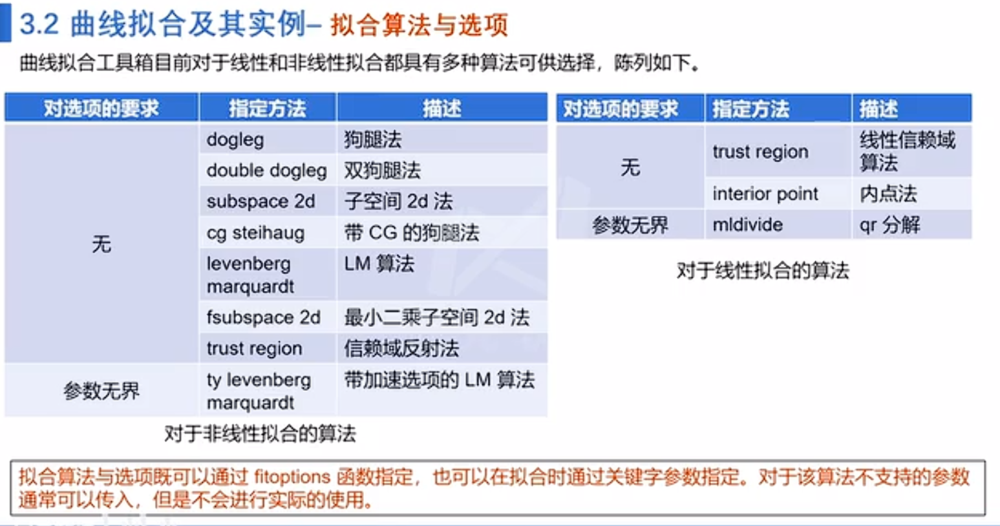 3.2 曲线拟合及其实例– 拟合算法与选项
曲线拟合工具箱目前对于线性和非线性拟合都具有多种算法可供选择，陈列如下。
对选项的要求 指定方法 描述
无
dogleg 狗腿法
double dogleg 双狗腿法
subspace 2d 子空间 2d 法
cg steihaug 带 CG 的狗腿法
levenberg LM 算法
marquardt
fsubspace 2d 最小二乘子空间 2d 法
trust region 信赖域反射法
参数无界
ty levenberg 带加速选项的 LM 算法
marquardt
对于非线性拟合的算法
对选项的要求 指定方法 描述
无
trust region 线性信赖域
算法
interior point 内点法
参数无界 mldivide qr 分解
对于线性拟合的算法
拟合算法与选项既可以通过 fitoptions 函数指定，也可以在拟合时通过关键字参数指定。对于该算法不支持的参数
通常可以传入，但是不会进行实际的使用。